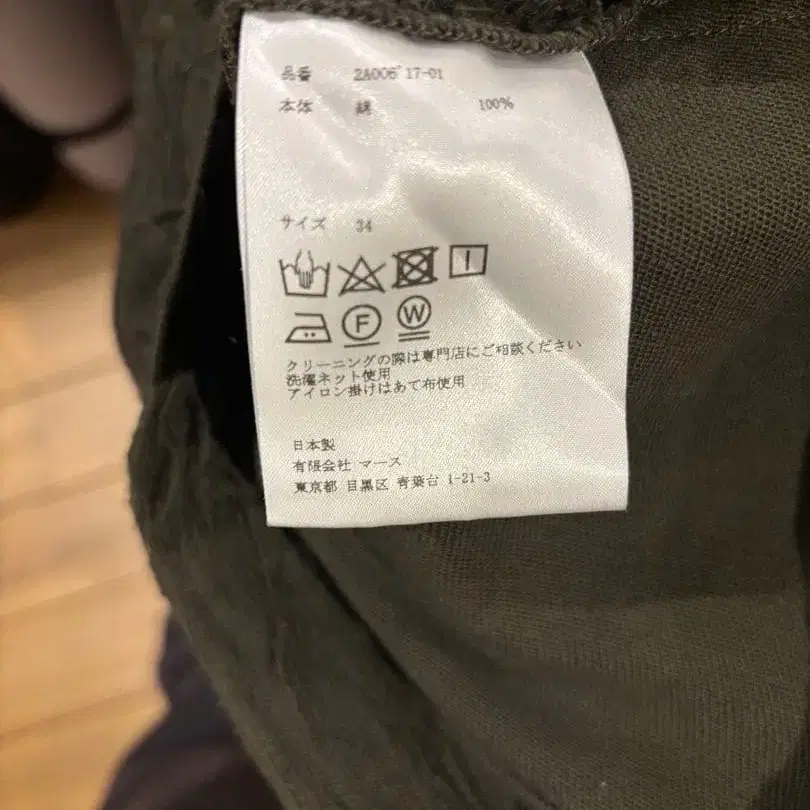 品番 2A006 17-01
本体 綿 100%
サイズ 34
F W
クリーニングの際は専門店にご相談ください
洗濯ネット使用
アイロン掛けはあて布使用
日本製
有限会社 マース
東京都 目黒区 青葉台 1-21-3